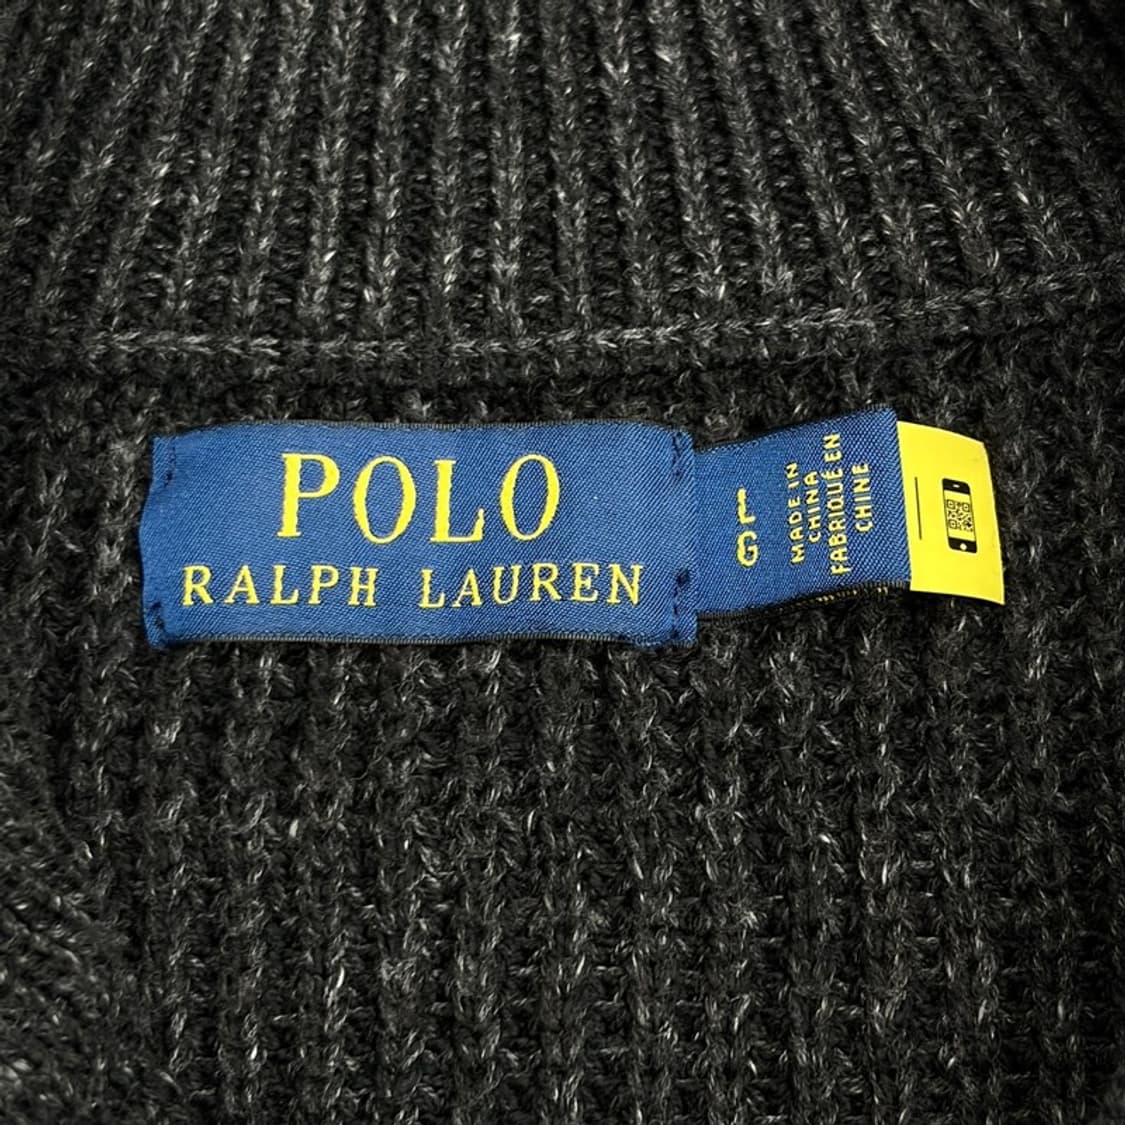 POLO
RALPH LAUREN
L
G
MADE IN
CHINA
FABRIQUÉ EN
CHINE